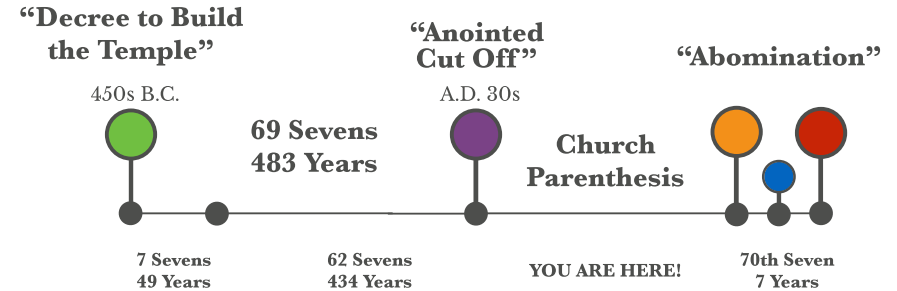 “Decree to Build
the Temple”
450s B.C.
69 Sevens
483 Years
“Anointed
Cut Off”
A.D. 30s
Church
Parenthesis
“Abomination”
7 Sevens
49 Years
62 Sevens
434 Years
YOU ARE HERE!
70th Seven
7 Years